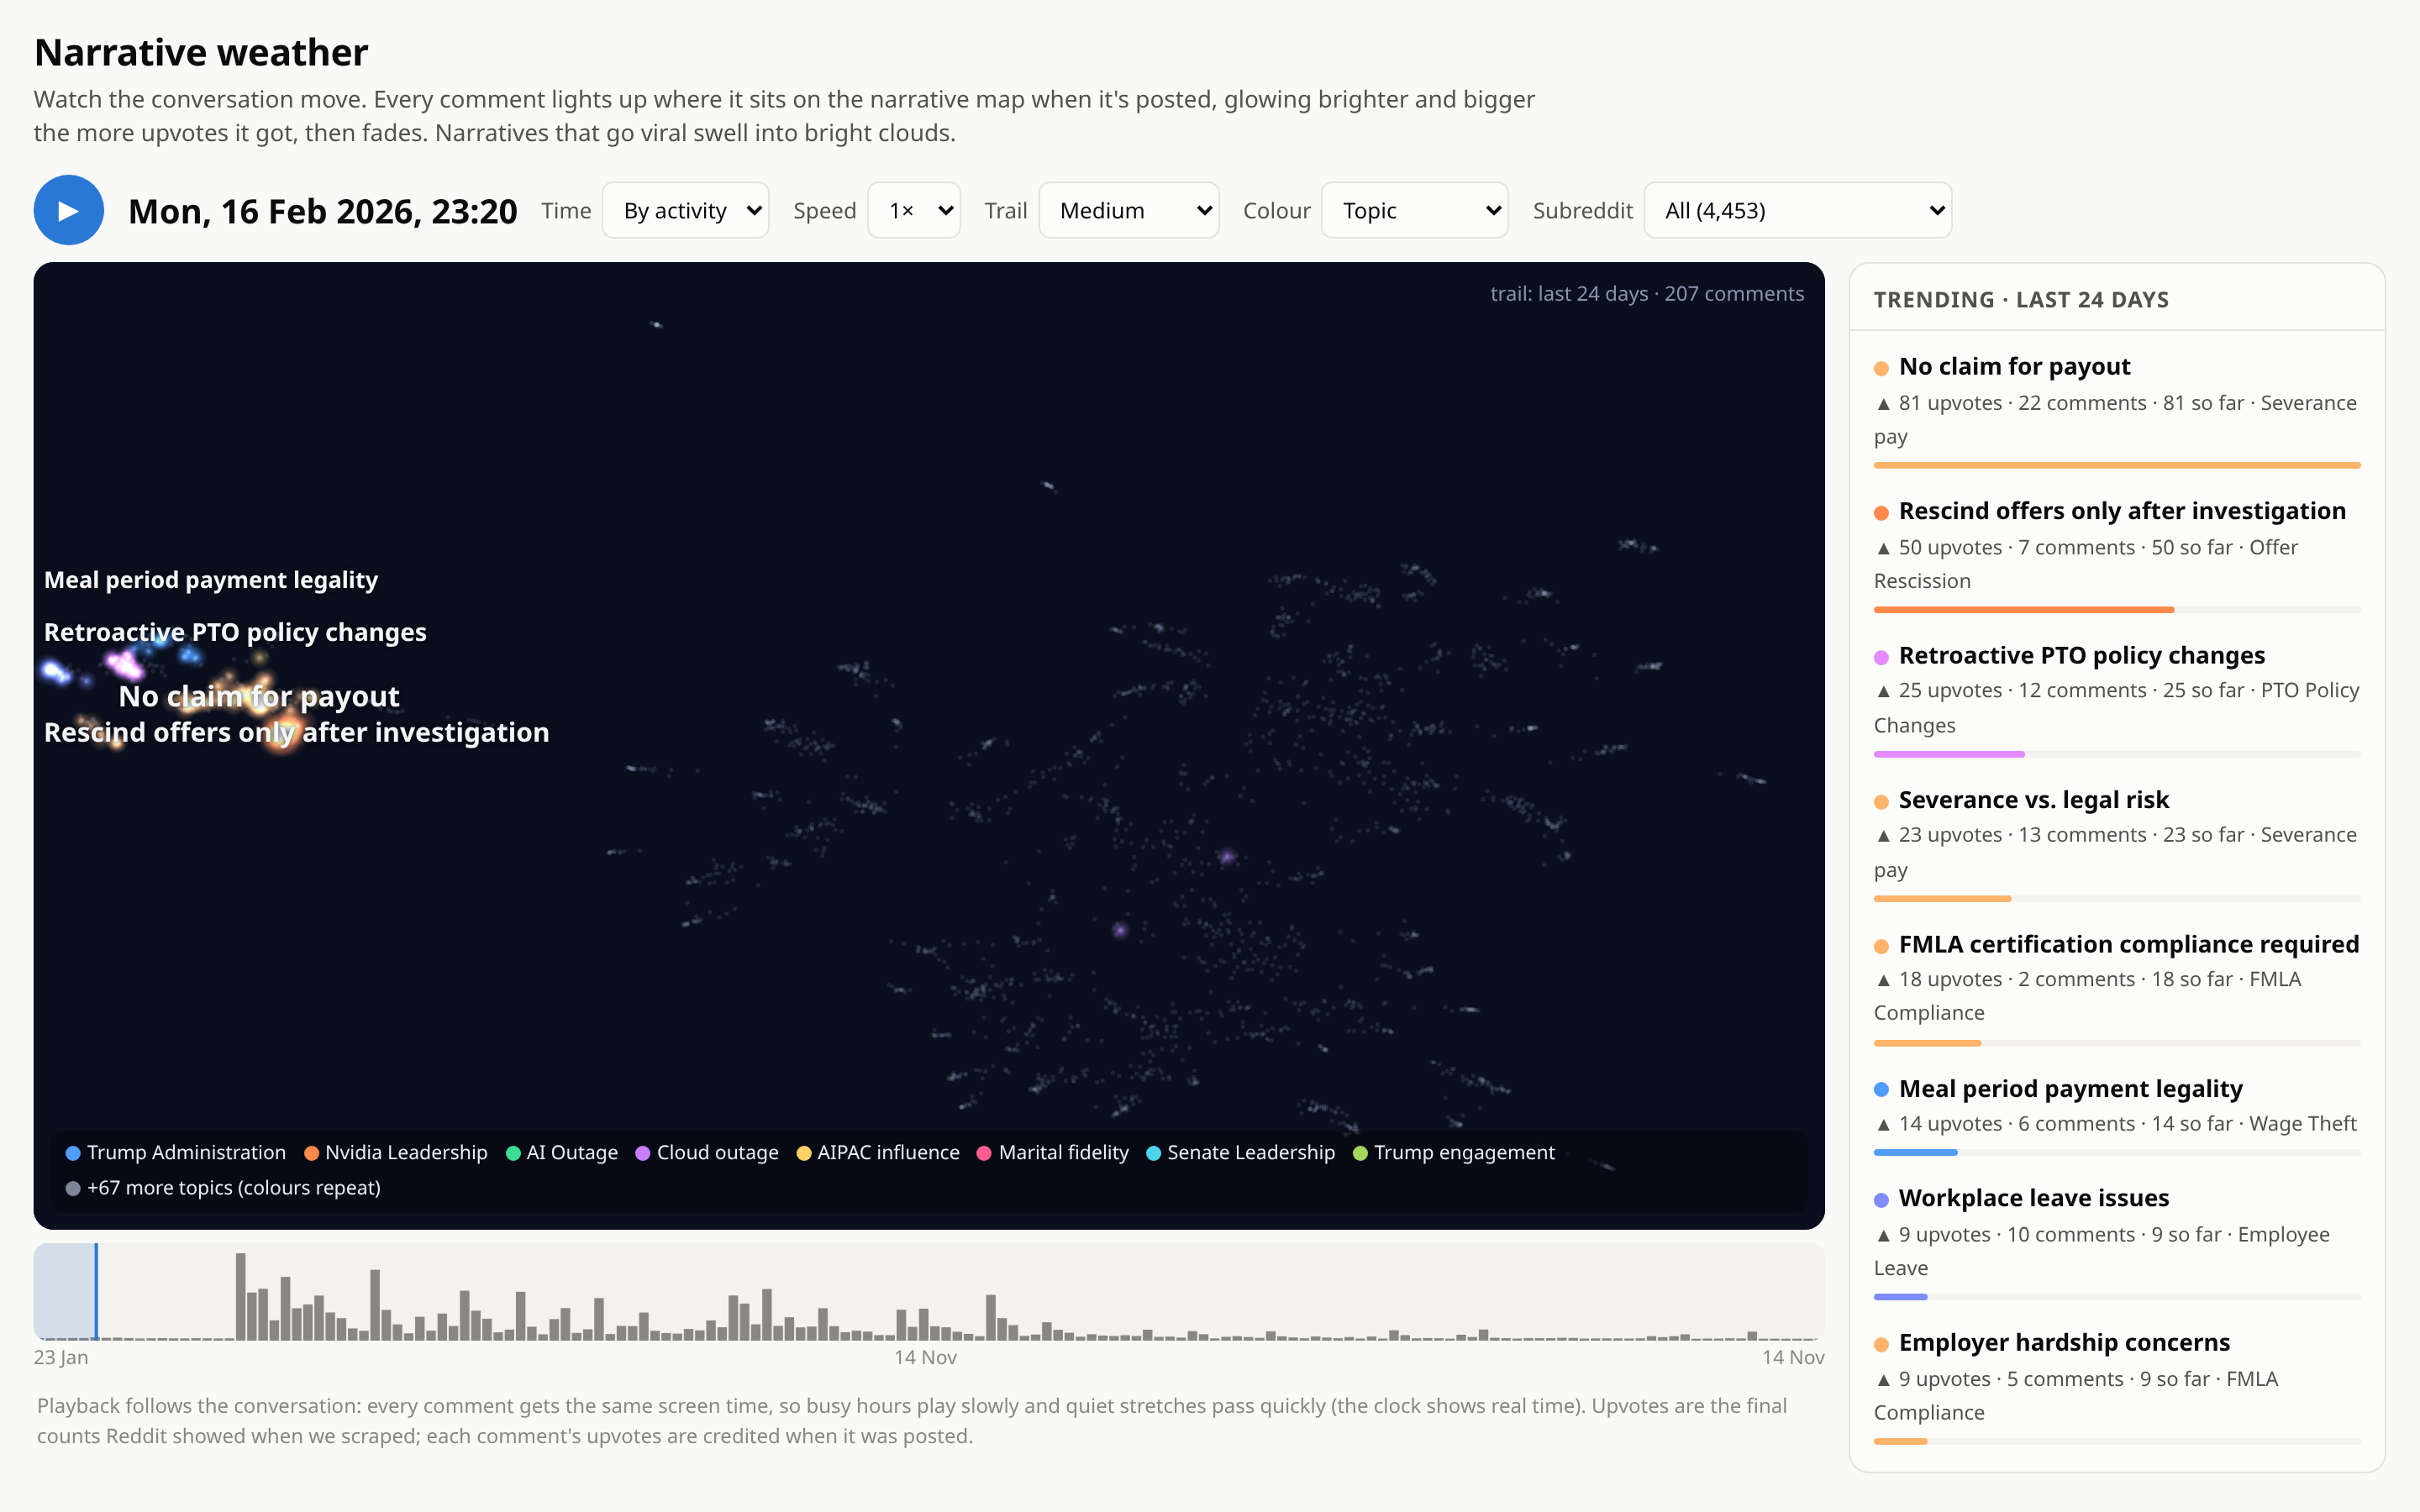 Narrative weather
Watch the conversation move. Every comment lights up where it sits on the narrative map when it's posted, glowing brighter and bigger
the more upvotes it got, then fades. Narratives that go viral swell into bright clouds.
Mon, 16 Feb 2026, 23:20 Time By activity Speed 1× Trail Medium Colour Topic Subreddit All (4,453)
trail: last 24 days · 207 comments
Meal period payment legality
Retroactive PTO policy changes
No claim for payout
Rescind offers only after investigation
Trump Administration Nvidia Leadership AI Outage Cloud outage AIPAC influence Marital fidelity Senate Leadership Trump engagement
+67 more topics (colours repeat)
23 Jan 14 Nov 14 Nov
Playback follows the conversation: every comment gets the same screen time, so busy hours play slowly and quiet stretches pass quickly (the clock shows real time). Upvotes are the final
counts Reddit showed when we scraped; each comment's upvotes are credited when it was posted.
TRENDING · LAST 24 DAYS
No claim for payout
▲ 81 upvotes · 22 comments · 81 so far · Severance
pay
Rescind offers only after investigation
▲ 50 upvotes · 7 comments · 50 so far · Offer
Rescission
Retroactive PTO policy changes
▲ 25 upvotes · 12 comments · 25 so far · PTO Policy
Changes
Severance vs. legal risk
▲ 23 upvotes · 13 comments · 23 so far · Severance
pay
FMLA certification compliance required
▲ 18 upvotes · 2 comments · 18 so far · FMLA
Compliance
Meal period payment legality
▲ 14 upvotes · 6 comments · 14 so far · Wage Theft
Workplace leave issues
▲ 9 upvotes · 10 comments · 9 so far · Employee
Leave
Employer hardship concerns
▲ 9 upvotes · 5 comments · 9 so far · FMLA
Compliance